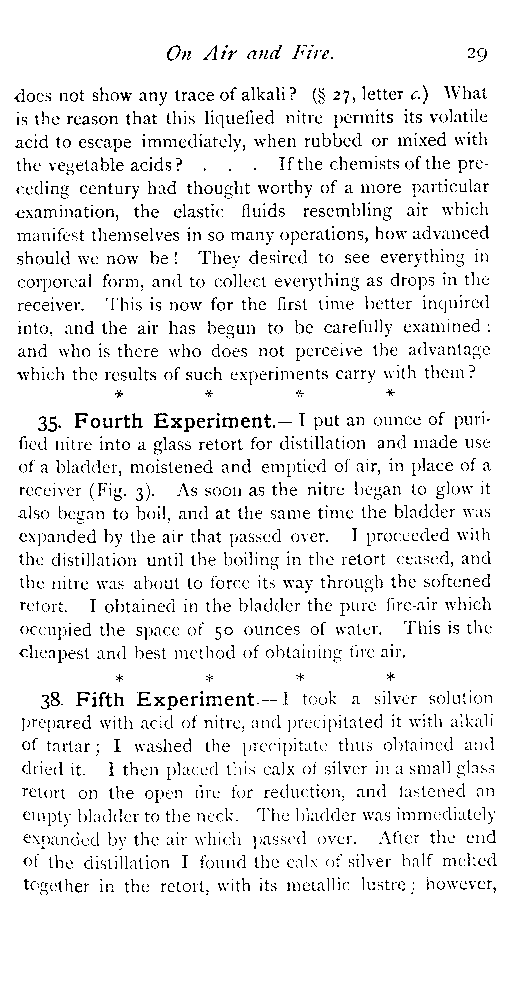 On Air and Fire. 29
does not show any trace of alkali? (§ 27, letter c.) What
is the reason that this liquefied nitre permits its volatile
acid to escape immediately, when rubbed or mixed with
the vegetable acids? . . . If the chemists of the pre-
ceding century had thought worthy of a more particular
examination, the elastic fluids resembling air which
manifest themselves in so many operations, how advanced
should we now be! They desired to see everything in
corporeal form, and to collect everything as drops in the
receiver. This is now for the first time better inquired
into, and the air has begun to be carefully examined:
and who is there who does not perceive the advantage
which the results of such experiments carry with them?
* * * *
35. Fourth Experiment.—I put an ounce of puri-
fied nitre into a glass retort for distillation and made use
of a bladder, moistened and emptied of air, in place of a
receiver (Fig. 3). As soon as the nitre began to glow it
also began to boil, and at the same time the bladder was
expanded by the air that passed over. I proceeded with
the distillation until the boiling in the retort ceased, and
the nitre was about to force its way through the softened
retort. I obtained in the bladder the pure fire-air which
occupied the space of 50 ounces of water. This is the
cheapest and best method of obtaining fire air.
* * * *
38. Fifth Experiment.—I took a silver solution
prepared with acid of nitre, and precipitated it with alkali
of tartar; I washed the precipitate thus obtained and
dried it. I then placed this calx of silver in a small glass
retort on the open fire for reduction, and fastened an
empty bladder to the neck. The bladder was immediately
expanded by the air which passed over. After the end
of the distillation I found the calx of silver half melted
together in the retort, with its metallic lustre; however,